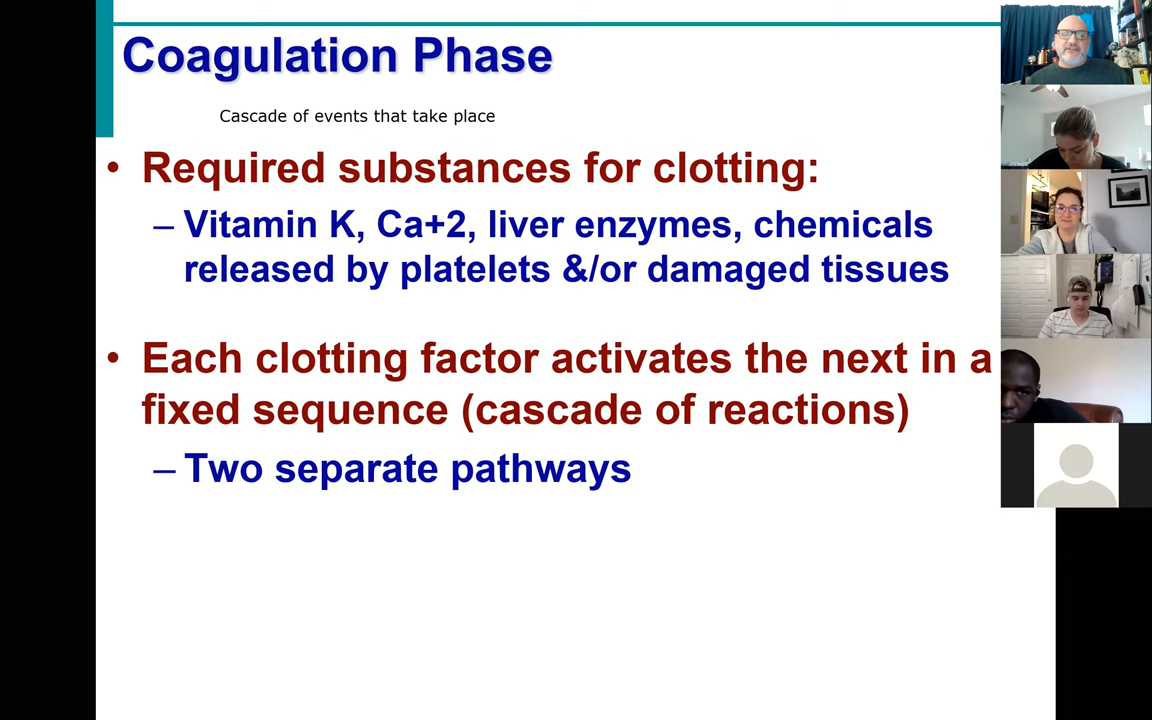 Coagulation Phase
Cascade of events that take place
• Required substances for clotting:
– Vitamin K, Ca+2, liver enzymes, chemicals
released by platelets &/or damaged tissues
• Each clotting factor activates the next in a
fixed sequence (cascade of reactions)
– Two separate pathways